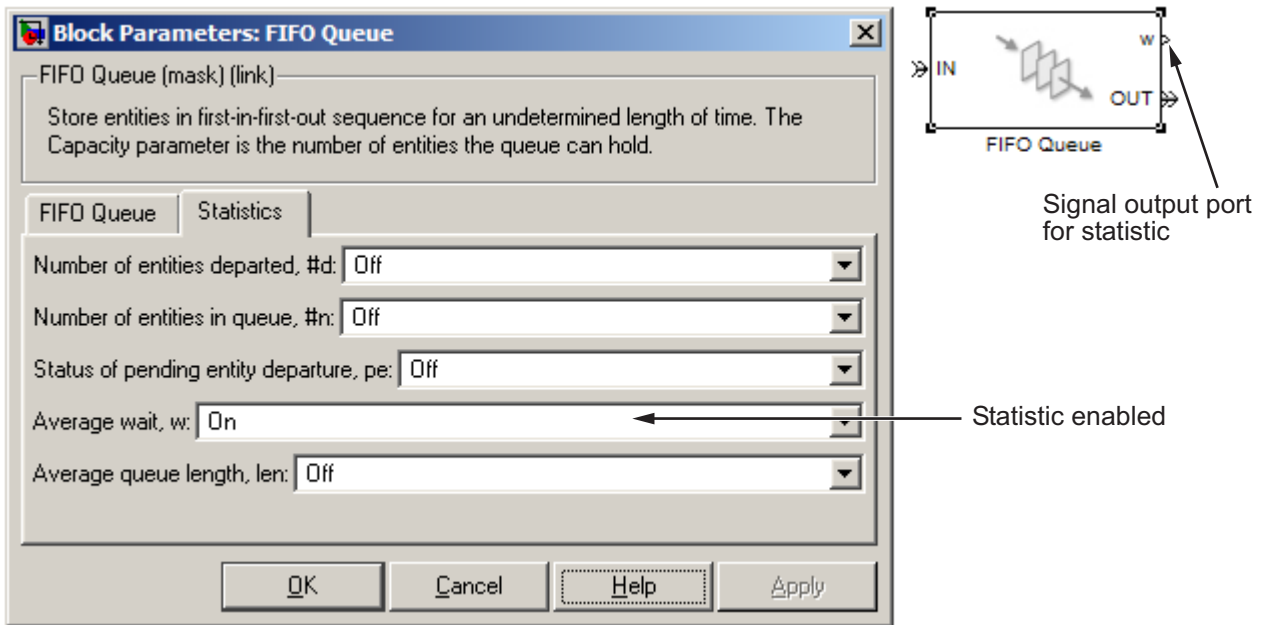 Block Parameters: FIFO Queue
FIFO Queue (mask) (link)
Store entities in first-in-first-out sequence for an undetermined length of time. The
Capacity parameter is the number of entities the queue can hold.
FIFO Queue
Statistics
Number of entities departed, #d: Off
Number of entities in queue, #n: Off
Status of pending entity departure, pe: Off
Average wait, w: On
Average queue length, len: Off
OK
Cancel
Help
Apply
IN
w
OUT
FIFO Queue
Signal output port
for statistic
Statistic enabled